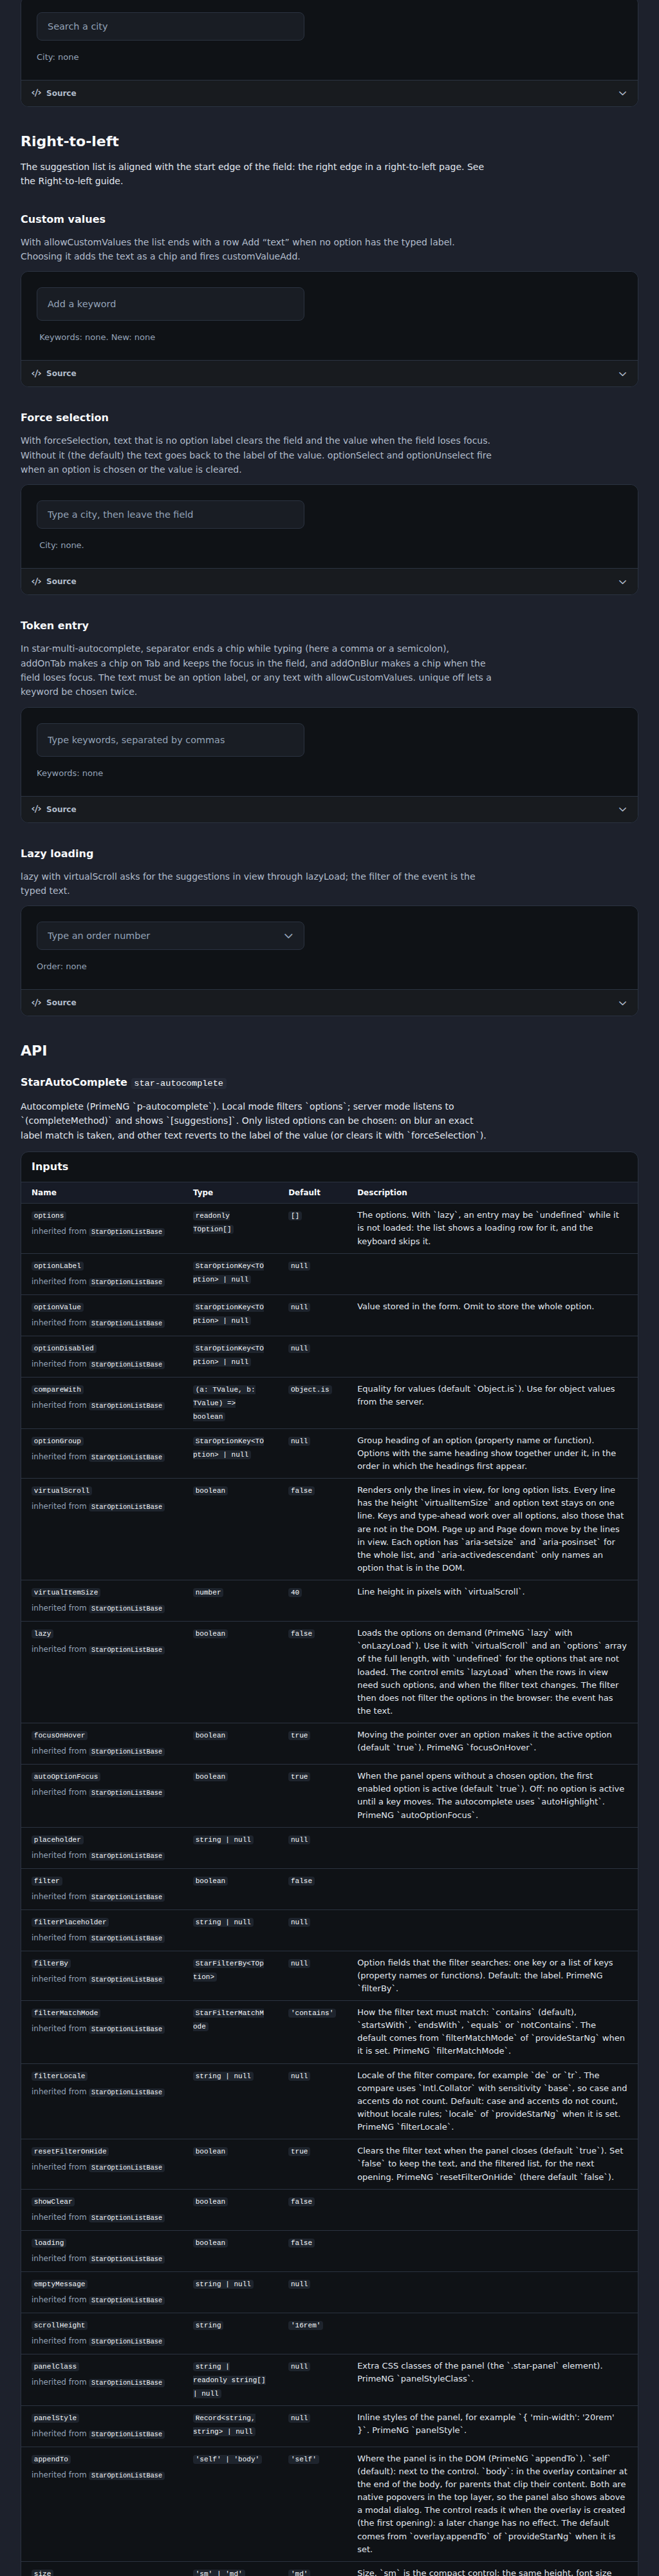 Search a city
City: none
</> Source
Right-to-left
The suggestion list is aligned with the start edge of the field: the right edge in a right-to-left page. See
the Right-to-left guide.
Custom values
With allowCustomValues the list ends with a row Add “text” when no option has the typed label.
Choosing it adds the text as a chip and fires customValueAdd.
Add a keyword
Keywords: none. New: none
</> Source
Force selection
With forceSelection, text that is no option label clears the field and the value when the field loses focus.
Without it (the default) the text goes back to the label of the value. optionSelect and optionUnselect fire
when an option is chosen or the value is cleared.
Type a city, then leave the field
City: none.
</> Source
Token entry
In star-multi-autocomplete, separator ends a chip while typing (here a comma or a semicolon),
addOnTab makes a chip on Tab and keeps the focus in the field, and addOnBlur makes a chip when the
field loses focus. The text must be an option label, or any text with allowCustomValues. unique off lets a
keyword be chosen twice.
Type keywords, separated by commas
Keywords: none
</> Source
Lazy loading
lazy with virtualScroll asks for the suggestions in view through lazyLoad; the filter of the event is the
typed text.
Type an order number
Order: none
</> Source
API
StarAutoComplete star-autocomplete
Autocomplete (PrimeNG `p-autocomplete`). Local mode filters `options`; server mode listens to
`(completeMethod)` and shows `[suggestions]`. Only listed options can be chosen: on blur an exact
label match is taken, and other text reverts to the label of the value (or clears it with `forceSelection`).
Inputs
Name Type Default Description
options readonly [] The options. With `lazy`, an entry may be `undefined` while it
inherited from StarOptionListBase TOption[] is not loaded: the list shows a loading row for it, and the
keyboard skips it.
optionLabel StarOptionKey<TO null
inherited from StarOptionListBase ption> | null
optionValue StarOptionKey<TO null Value stored in the form. Omit to store the whole option.
inherited from StarOptionListBase ption> | null
optionDisabled StarOptionKey<TO null
inherited from StarOptionListBase ption> | null
compareWith (a: TValue, b: Object.is Equality for values (default `Object.is`). Use for object values
inherited from StarOptionListBase TValue) => from the server.
boolean
optionGroup StarOptionKey<TO null Group heading of an option (property name or function).
inherited from StarOptionListBase ption> | null Options with the same heading show together under it, in the
order in which the headings first appear.
virtualScroll boolean false Renders only the lines in view, for long option lists. Every line
inherited from StarOptionListBase has the height `virtualItemSize` and option text stays on one
line. Keys and type-ahead work over all options, also those that
are not in the DOM. Page up and Page down move by the lines
in view. Each option has `aria-setsize` and `aria-posinset` for
the whole list, and `aria-activedescendant` only names an
option that is in the DOM.
virtualItemSize number 40 Line height in pixels with `virtualScroll`.
inherited from StarOptionListBase
lazy boolean false Loads the options on demand (PrimeNG `lazy` with
inherited from StarOptionListBase `onLazyLoad`). Use it with `virtualScroll` and an `options` array
of the full length, with `undefined` for the options that are not
loaded. The control emits `lazyLoad` when the rows in view
need such options, and when the filter text changes. The filter
then does not filter the options in the browser: the event has
the text.
focusOnHover boolean true Moving the pointer over an option makes it the active option
inherited from StarOptionListBase (default `true`). PrimeNG `focusOnHover`.
autoOptionFocus boolean true When the panel opens without a chosen option, the first
inherited from StarOptionListBase enabled option is active (default `true`). Off: no option is active
until a key moves. The autocomplete uses `autoHighlight`.
PrimeNG `autoOptionFocus`.
placeholder string | null null
inherited from StarOptionListBase
filter boolean false
inherited from StarOptionListBase
filterPlaceholder string | null null
inherited from StarOptionListBase
filterBy StarFilterBy<TOp null Option fields that the filter searches: one key or a list of keys
inherited from StarOptionListBase tion> (property names or functions). Default: the label. PrimeNG
`filterBy`.
filterMatchMode StarFilterMatchM 'contains' How the filter text must match: `contains` (default),
inherited from StarOptionListBase ode `startsWith`, `endsWith`, `equals` or `notContains`. The
default comes from `filterMatchMode` of `provideStarNg` when
it is set. PrimeNG `filterMatchMode`.
filterLocale string | null null Locale of the filter compare, for example `de` or `tr`. The
inherited from StarOptionListBase compare uses `Intl.Collator` with sensitivity `base`, so case and
accents do not count. Default: case and accents do not count,
without locale rules; `locale` of `provideStarNg` when it is set.
PrimeNG `filterLocale`.
resetFilterOnHide boolean true Clears the filter text when the panel closes (default `true`). Set
inherited from StarOptionListBase `false` to keep the text, and the filtered list, for the next
opening. PrimeNG `resetFilterOnHide` (there default `false`).
showClear boolean false
inherited from StarOptionListBase
loading boolean false
inherited from StarOptionListBase
emptyMessage string | null null
inherited from StarOptionListBase
scrollHeight string '16rem'
inherited from StarOptionListBase
panelClass string | null Extra CSS classes of the panel (the `.star-panel` element).
inherited from StarOptionListBase readonly string[] PrimeNG `panelStyleClass`.
| null
panelStyle Record<string, null Inline styles of the panel, for example `{ 'min-width': '20rem'
inherited from StarOptionListBase string> | null }`. PrimeNG `panelStyle`.
appendTo 'self' | 'body' 'self' Where the panel is in the DOM (PrimeNG `appendTo`). `self`
inherited from StarOptionListBase (default): next to the control. `body`: in the overlay container at
the end of the body, for parents that clip their content. Both are
native popovers in the top layer, so the panel also shows above
a modal dialog. The control reads it when the overlay is created
(the first opening): a later change has no effect. The default
comes from `overlay.appendTo` of `provideStarNg` when it is
set.
size 'sm' | 'md' 'md' Size. `sm` is the compact control: the same height, font size